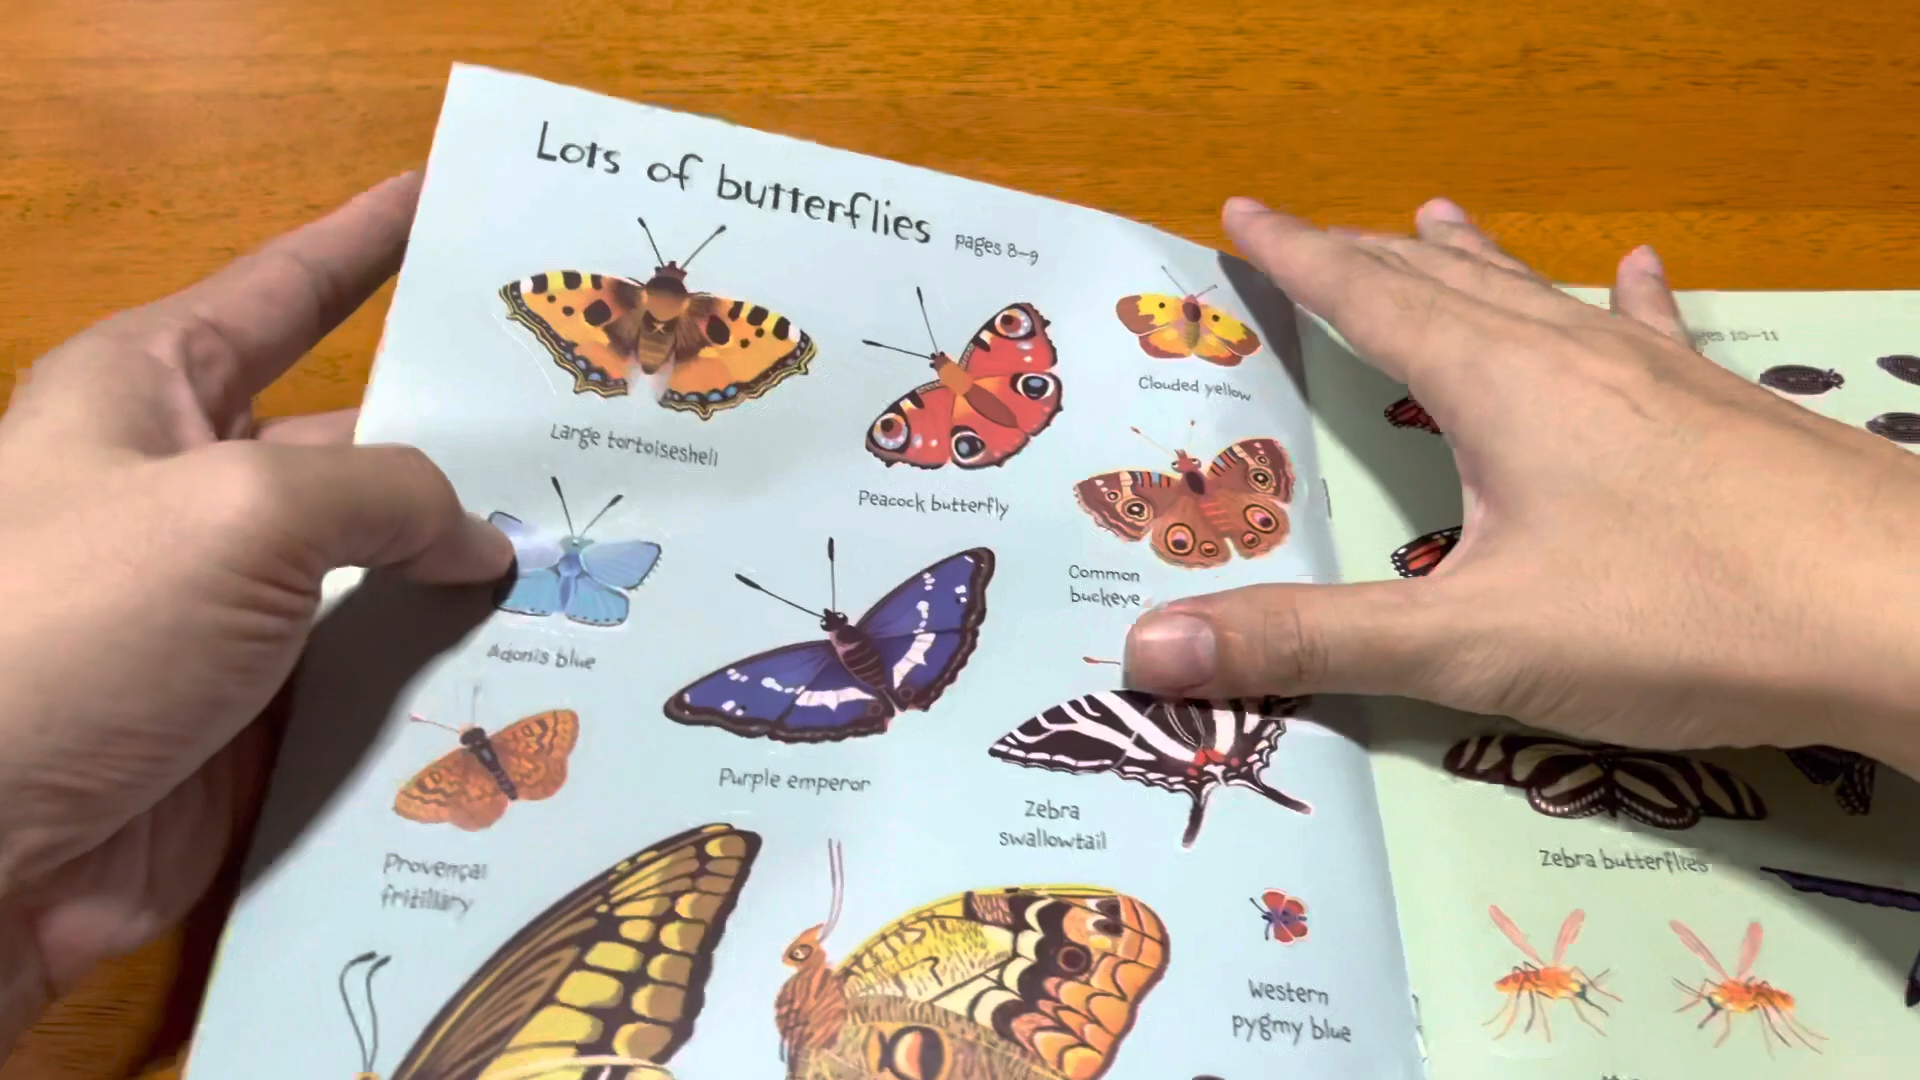 Lots of butterflies pages 8-9
Large tortoiseshell
Peacock butterfly
Clouded yellow
Common
buckeye
Adonis blue
Purple emperor
Zebra
swallowtail
Provençal
fritillary
Western
pygmy blue
10-11
Zebra butterflies